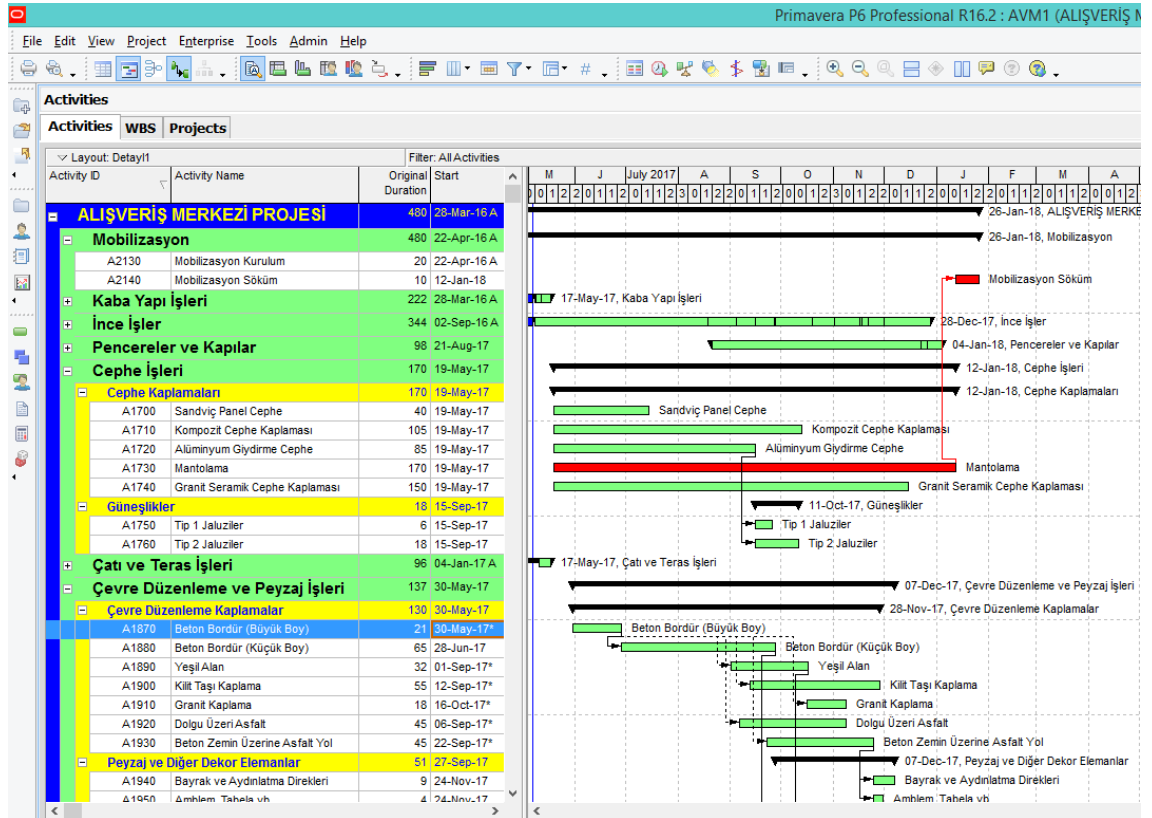 Primavera P6 Professional R16.2 : AVM1 (ALIŞVERİŞ M
File Edit View Project Enterprise Tools Admin Help
Activities
Activities WBS Projects
Layout: Detayl1 Filter: All Activities
Activity ID Activity Name Original Duration Start M J July 2017 A S O N D J F M A
ALIŞVERİŞ MERKEZİ PROJESİ 480 28-Mar-16 A 26-Jan-18, ALIŞVERİŞ MERKE
Mobilizasyon 480 22-Apr-16 A 26-Jan-18, Mobilizasyon
A2130 Mobilizasyon Kurulum 20 22-Apr-16 A
A2140 Mobilizasyon Söküm 10 12-Jan-18 Mobilizasyon Söküm
Kaba Yapı İşleri 222 28-Mar-16 A 17-May-17, Kaba Yapı İşleri
İnce İşler 344 02-Sep-16 A 28-Dec-17, İnce İşler
Pencereler ve Kapılar 98 21-Aug-17 04-Jan-18, Pencereler ve Kapılar
Cephe İşleri 170 19-May-17 12-Jan-18, Cephe İşleri
Cephe Kaplamaları 170 19-May-17 12-Jan-18, Cephe Kaplamaları
A1700 Sandviç Panel Cephe 40 19-May-17 Sandviç Panel Cephe
A1710 Kompozit Cephe Kaplaması 105 19-May-17 Kompozit Cephe Kaplaması
A1720 Alüminyum Giydirme Cephe 85 19-May-17 Alüminyum Giydirme Cephe
A1730 Mantolama 170 19-May-17 Mantolama
A1740 Granit Seramik Cephe Kaplaması 150 19-May-17 Granit Seramik Cephe Kaplaması
Güneşlikler 18 15-Sep-17 11-Oct-17, Güneşlikler
A1750 Tip 1 Jaluziler 6 15-Sep-17 Tip 1 Jaluziler
A1760 Tip 2 Jaluziler 18 15-Sep-17 Tip 2 Jaluziler
Çatı ve Teras İşleri 96 04-Jan-17 A 17-May-17, Çatı ve Teras İşleri
Çevre Düzenleme ve Peyzaj İşleri 137 30-May-17 07-Dec-17, Çevre Düzenleme ve Peyzaj İşleri
Çevre Düzenleme Kaplamalar 130 30-May-17 28-Nov-17, Çevre Düzenleme Kaplamalar
A1870 Beton Bordür (Büyük Boy) 21 30-May-17* Beton Bordür (Büyük Boy)
A1880 Beton Bordür (Küçük Boy) 65 28-Jun-17 Beton Bordür (Küçük Boy)
A1890 Yeşil Alan 32 01-Sep-17* Yeşil Alan
A1900 Kilit Taşı Kaplama 55 12-Sep-17* Kilit Taşı Kaplama
A1910 Granit Kaplama 18 16-Oct-17* Granit Kaplama
A1920 Dolgu Üzeri Asfalt 45 06-Sep-17* Dolgu Üzeri Asfalt
A1930 Beton Zemin Üzerine Asfalt Yol 45 22-Sep-17* Beton Zemin Üzerine Asfalt Yol
Peyzaj ve Diğer Dekor Elemanlar 51 27-Sep-17 07-Dec-17, Peyzaj ve Diğer Dekor Elemanlar
A1940 Bayrak ve Aydınlatma Direkleri 9 24-Nov-17 Bayrak ve Aydınlatma Direkleri
A1950 Amblem, Tabela vb 4 24-Nov-17 Amblem, Tabela vb